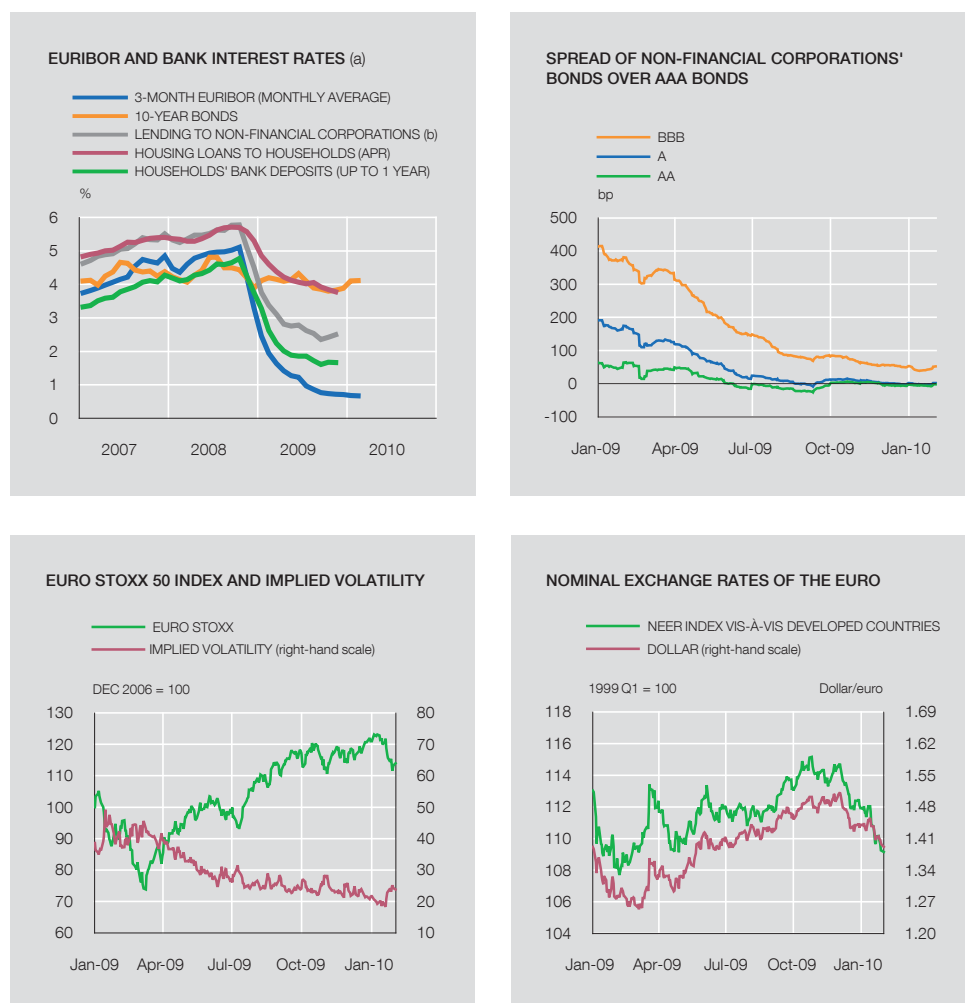 EURIBOR AND BANK INTEREST RATES (a)
3-MONTH EURIBOR (MONTHLY AVERAGE)
10-YEAR BONDS
LENDING TO NON-FINANCIAL CORPORATIONS (b)
HOUSING LOANS TO HOUSEHOLDS (APR)
HOUSEHOLDS' BANK DEPOSITS (UP TO 1 YEAR)
%
6
5
4
3
2
1
0
2007 2008 2009 2010
SPREAD OF NON-FINANCIAL CORPORATIONS'
BONDS OVER AAA BONDS
BBB
A
AA
bp
500
400
300
200
100
0
-100
Jan-09 Apr-09 Jul-09 Oct-09 Jan-10
EURO STOXX 50 INDEX AND IMPLIED VOLATILITY
EURO STOXX
IMPLIED VOLATILITY (right-hand scale)
DEC 2006 = 100
130 80
120 70
110 60
100 50
90 40
80 30
70 20
60 10
Jan-09 Apr-09 Jul-09 Oct-09 Jan-10
NOMINAL EXCHANGE RATES OF THE EURO
NEER INDEX VIS-À-VIS DEVELOPED COUNTRIES
DOLLAR (right-hand scale)
1999 Q1 = 100 Dollar/euro
118 1.69
116 1.62
114 1.55
112 1.48
110 1.41
108 1.34
106 1.27
104 1.20
Jan-09 Apr-09 Jul-09 Oct-09 Jan-10